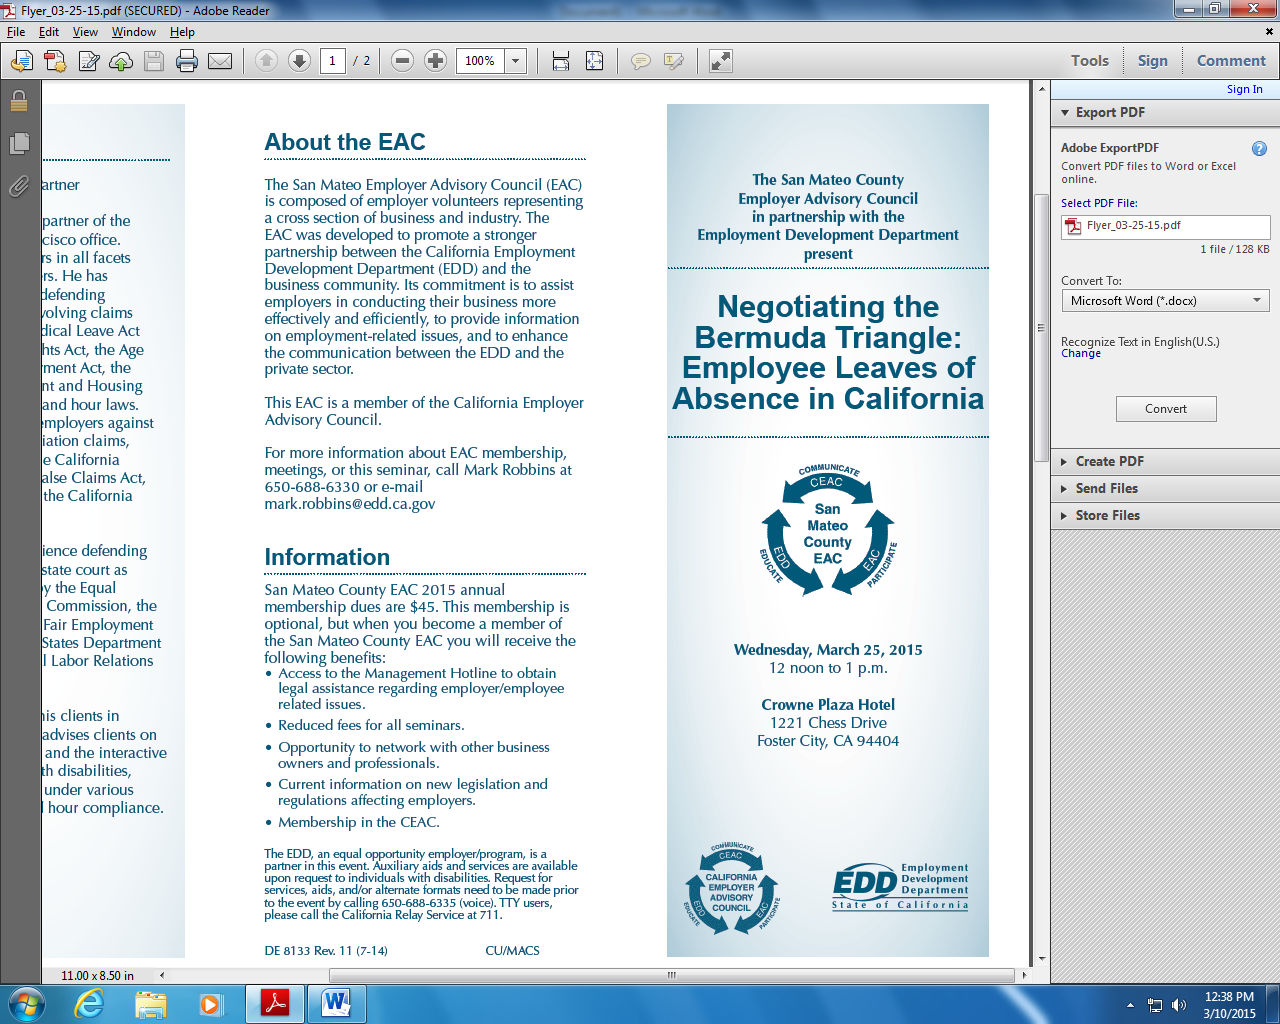 Flyer_03-25-15.pdf (SECURED) - Adobe Reader
File Edit View Window Help
1 / 2
100%
Tools Sign Comment
Sign In
artner
partner of the
cisco office.
rs in all facets
rs. He has
defending
volving claims
dical Leave Act
hts Act, the Age
ment Act, the
nt and Housing
and hour laws.
employers against
iation claims,
e California
alse Claims Act,
the California
ience defending
state court as
by the Equal
Commission, the
Fair Employment
States Department
l Labor Relations
his clients in
advises clients on
and the interactive
th disabilities,
under various
hour compliance.
About the EAC
The San Mateo Employer Advisory Council (EAC)
is composed of employer volunteers representing
a cross section of business and industry. The
EAC was developed to promote a stronger
partnership between the California Employment
Development Department (EDD) and the
business community. Its commitment is to assist
employers in conducting their business more
effectively and efficiently, to provide information
on employment-related issues, and to enhance
the communication between the EDD and the
private sector.
This EAC is a member of the California Employer
Advisory Council.
For more information about EAC membership,
meetings, or this seminar, call Mark Robbins at
650-688-6330 or e-mail
mark.robbins@edd.ca.gov
Information
San Mateo County EAC 2015 annual
membership dues are $45. This membership is
optional, but when you become a member of
the San Mateo County EAC you will receive the
following benefits:
• Access to the Management Hotline to obtain
legal assistance regarding employer/employee
related issues.
• Reduced fees for all seminars.
• Opportunity to network with other business
owners and professionals.
• Current information on new legislation and
regulations affecting employers.
• Membership in the CEAC.
The EDD, an equal opportunity employer/program, is a
partner in this event. Auxiliary aids and services are available
upon request to individuals with disabilities. Request for
services, aids, and/or alternate formats need to be made prior
to the event by calling 650-688-6335 (voice). TTY users,
please call the California Relay Service at 711.
DE 8133 Rev. 11 (7-14) CU/MACS
The San Mateo County
Employer Advisory Council
in partnership with the
Employment Development Department
present
Negotiating the
Bermuda Triangle:
Employee Leaves of
Absence in California
COMMUNICATE
CEAC
San
Mateo
County
EAC
EDD
EDUCATE
EAC
PARTICIPATE
Wednesday, March 25, 2015
12 noon to 1 p.m.
Crowne Plaza Hotel
1221 Chess Drive
Foster City, CA 94404
COMMUNICATE
CEAC
CALIFORNIA
EMPLOYER
ADVISORY
COUNCIL
EDD
EDUCATE
EAC
PARTICIPATE
EDD
Employment
Development
Department
State of California
Export PDF
Adobe ExportPDF
Convert PDF files to Word or Excel
online.
Select PDF File:
Flyer_03-25-15.pdf
1 file / 128 KB
Convert To:
Microsoft Word (*.docx)
Recognize Text in English(U.S.)
Change
Convert
Create PDF
Send Files
Store Files
11.00 x 8.50 in
12:38 PM
3/10/2015